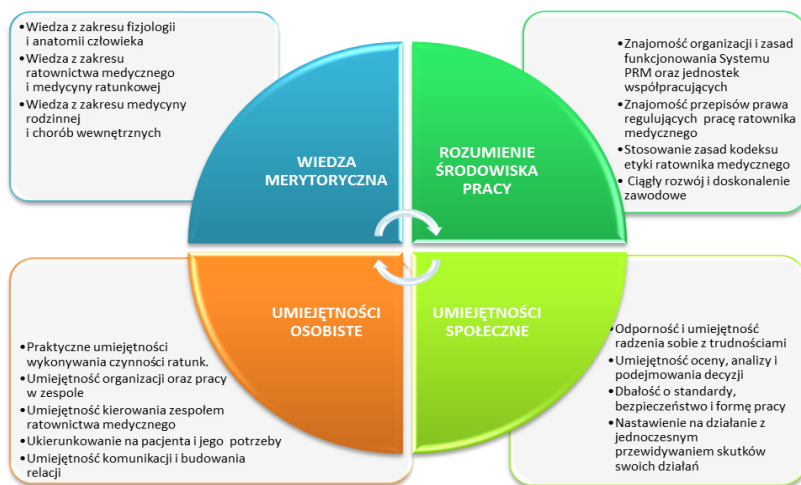 •Wiedza z zakresu fizjologii
i anatomii człowieka
•Wiedza z zakresu
ratownictwa medycznego
i medycyny ratunkowej
•Wiedza z zakresu medycyny
rodzinnej
i chorób wewnętrznych
WIEDZA
MERYTORYCZNA
ROZUMIENIE
ŚRODOWISKA
PRACY
•Znajomość organizacji i zasad
funkcjonowania Systemu
PRM oraz jednostek
współpracujących
•Znajomość przepisów prawa
regulujących pracę ratownika
medycznego
•Stosowanie zasad kodeksu
etyki ratownika medycznego
• Ciągły rozwój i doskonalenie
zawodowe
UMIEJĘTNOŚCI
OSOBISTE
UMIEJĘTNOŚCI
SPOŁECZNE
•Praktyczne umiejętności
wykonywania czynności ratunk.
•Umiejętność organizacji oraz pracy
w zespole
•Umiejętność kierowania zespołem
ratownictwa medycznego
•Ukierunkowanie na pacjenta i jego potrzeby
•Umiejętność komunikacji i budowania
relacji
•Odporność i umiejętność
radzenia sobie z trudnościami
•Umiejętność oceny, analizy i
podejmowania decyzji
•Dbałość o standardy,
bezpieczeństwo i formę pracy
•Nastawienie na działanie z
jednoczesnym
przewidywaniem skutków
swoich działań